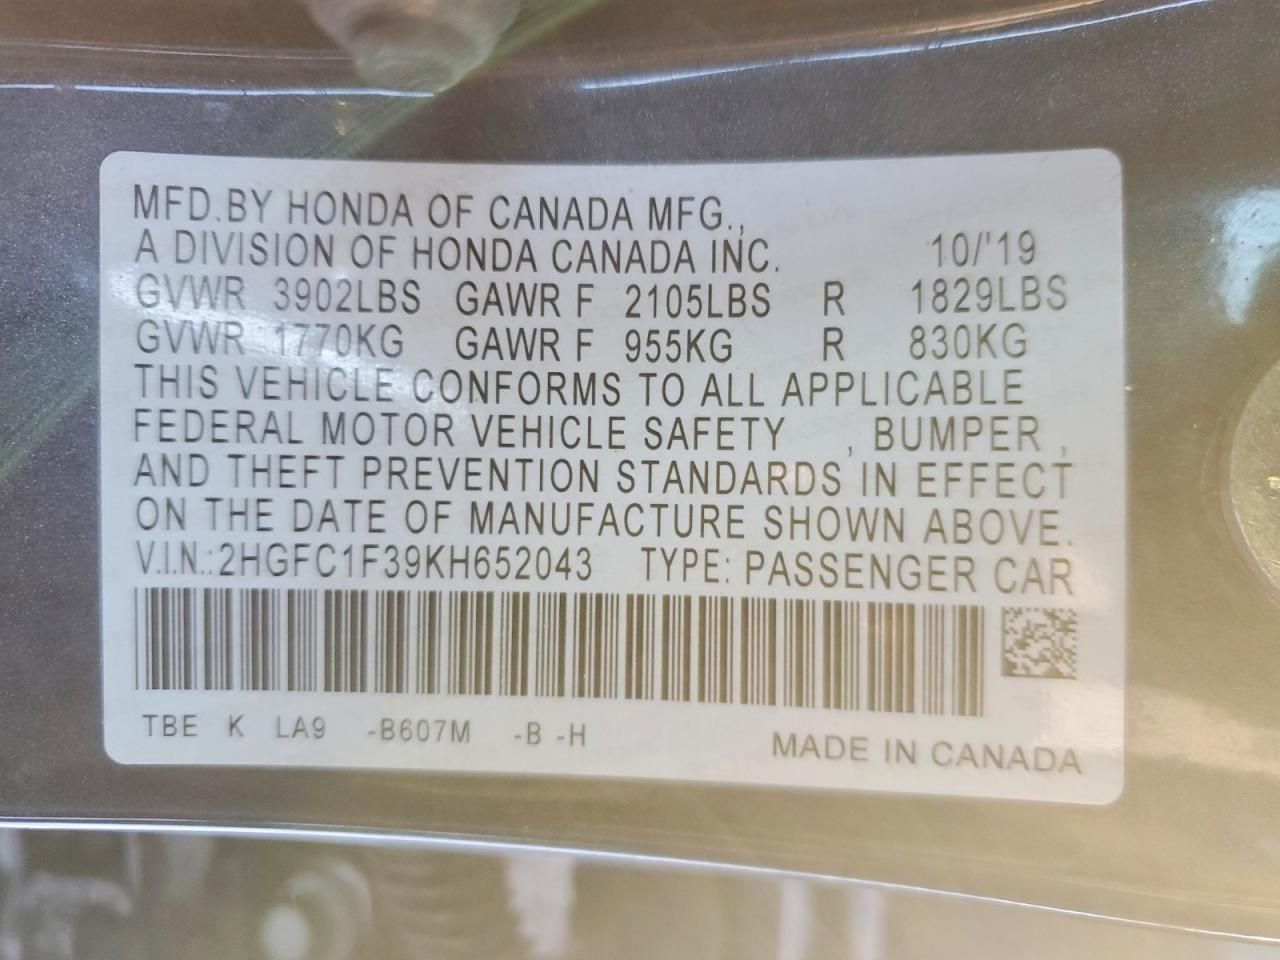 MFD.BY HONDA OF CANADA MFG.,
A DIVISION OF HONDA CANADA INC. 10/'19
GVWR 3902LBS GAWR F 2105LBS R 1829LBS
GVWR 1770KG GAWR F 955KG R 830KG
THIS VEHICLE CONFORMS TO ALL APPLICABLE
FEDERAL MOTOR VEHICLE SAFETY , BUMPER ,
AND THEFT PREVENTION STANDARDS IN EFFECT
ON THE DATE OF MANUFACTURE SHOWN ABOVE.
V.I.N.:2HGFC1F39KH652043 TYPE: PASSENGER CAR
TBE K LA9 -B607M -B -H
MADE IN CANADA